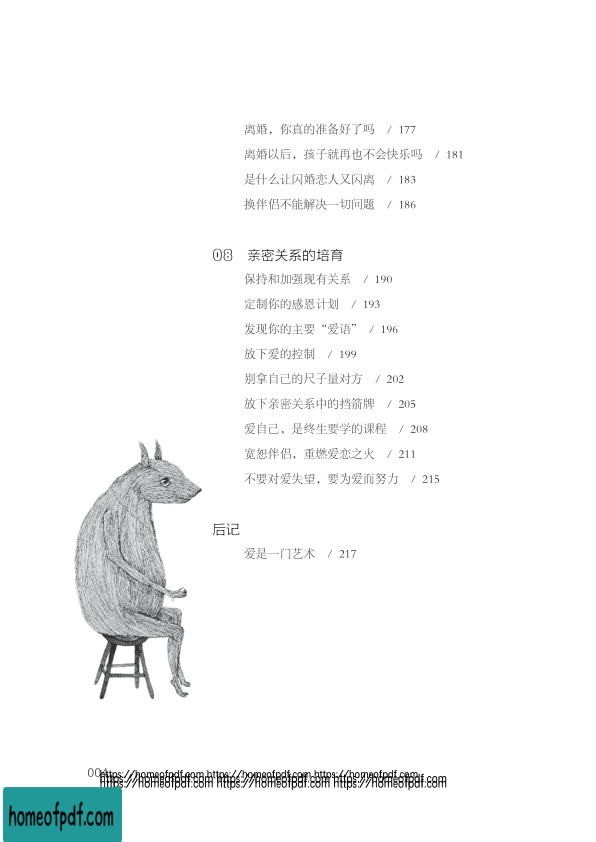 离婚，你真的准备好了吗 / 177
离婚以后，孩子就再也不会快乐吗 / 181
是什么让闪婚恋人又闪离 / 183
换伴侣不能解决一切问题 / 186
08 亲密关系的培育
保持和加强现有关系 / 190
定制你的感恩计划 / 193
发现你的主要“爱语” / 196
放下爱的控制 / 199
别拿自己的尺子量对方 / 202
放下亲密关系中的挡箭牌 / 205
爱自己，是终生要学的课程 / 208
宽恕伴侣，重燃爱恋之火 / 211
不要对爱失望，要为爱而努力 / 215
后记
爱是一门艺术 / 217
004
https://homeofpdf.com https://homeofpdf.com https://homeofpdf.com
https://homeofpdf.com https://homeofpdf.com https://homeofpdf.com
https://homeofpdf.com https://homeofpdf.com https://homeofpdf.com
homeofpdf.com